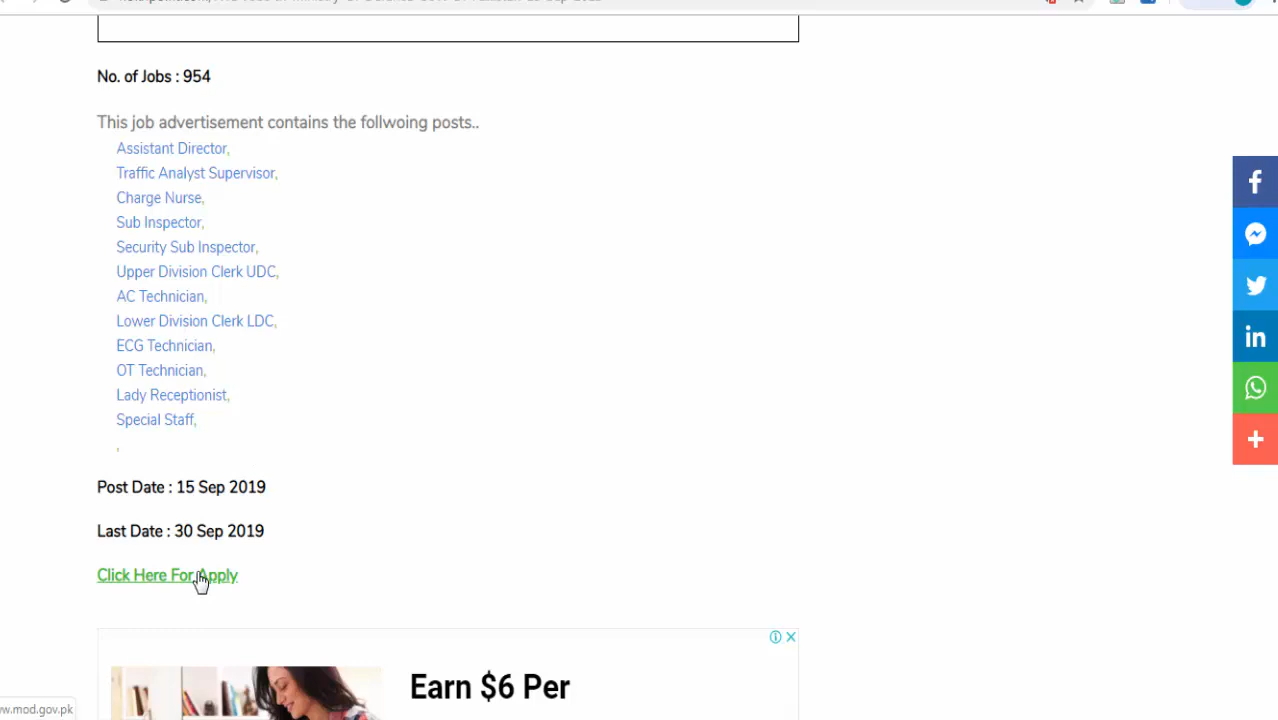 No. of Jobs : 954
This job advertisement contains the follwoing posts..
Assistant Director,
Traffic Analyst Supervisor,
Charge Nurse,
Sub Inspector,
Security Sub Inspector,
Upper Division Clerk UDC,
AC Technician,
Lower Division Clerk LDC,
ECG Technician,
OT Technician,
Lady Receptionist,
Special Staff,
,
Post Date : 15 Sep 2019
Last Date : 30 Sep 2019
Click Here For Apply
Earn $6 Per
w.mod.gov.pk